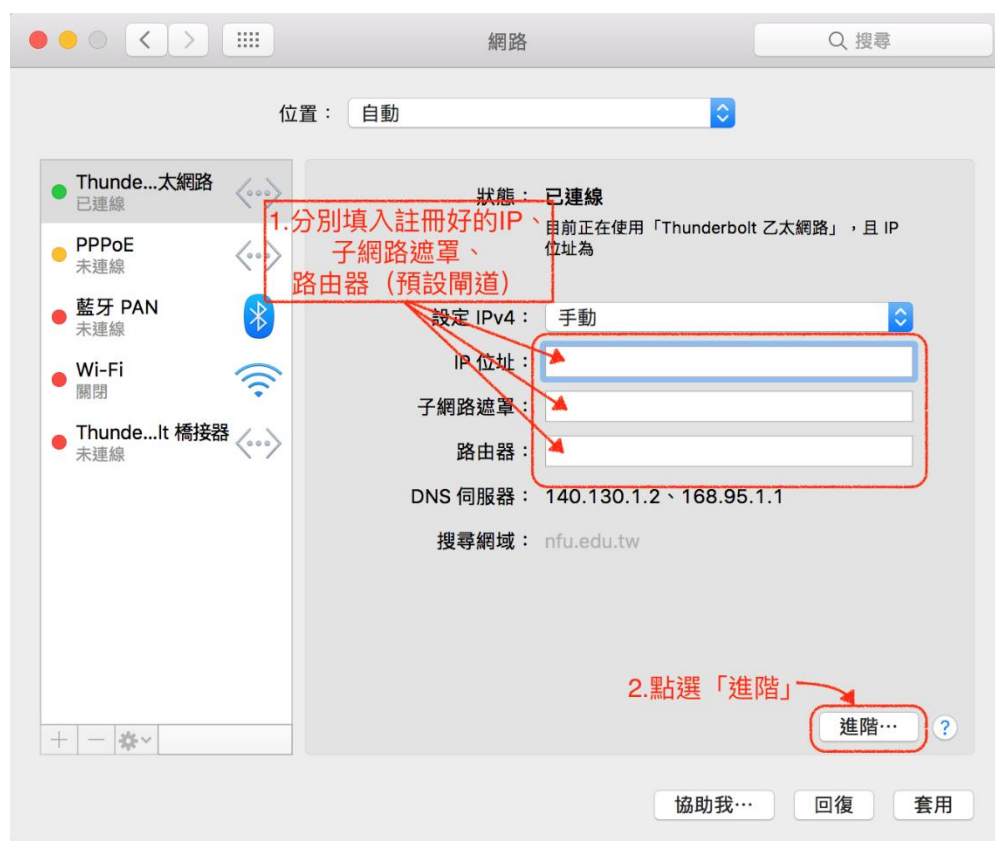 網路
搜尋
位置： 自動
Thunde...太網路
已連線
PPPoE
未連線
藍牙 PAN
未連線
Wi-Fi
關閉
Thunde...lt 橋接器
未連線
1.分別填入註冊好的IP、
子網路遮罩、
路由器（預設閘道）
狀態： 已連線
目前正在使用「Thunderbolt 乙太網路」，且 IP
位址為
設定 IPv4： 手動
IP 位址：
子網路遮罩：
路由器：
DNS 伺服器： 140.130.1.2、168.95.1.1
搜尋網域： nfu.edu.tw
2.點選「進階」
進階⋯
?
協助我⋯
回復
套用